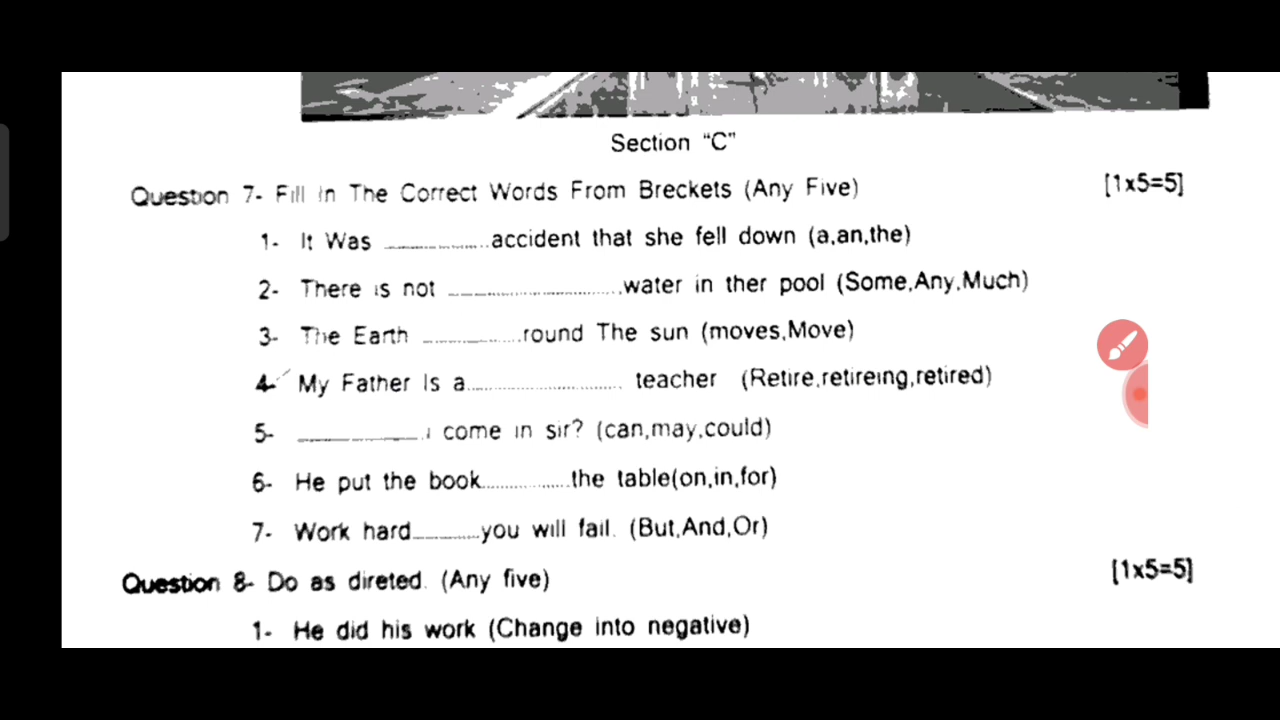 Section “C”
Question 7- Fill In The Correct Words From Breckets (Any Five) [1x5=5]
1- It Was ................accident that she fell down (a,an,the)
2- There is not ..........................water in ther pool (Some,Any,Much)
3- The Earth ................round The sun (moves,Move)
4- My Father Is a........................ teacher (Retire,retireing,retired)
5- ....................i come in sir? (can,may,could)
6- He put the book...............the table(on,in,for)
7- Work hard...........you will fail. (But,And,Or)
Question 8- Do as direted. (Any five) [1x5=5]
1- He did his work (Change into negative)